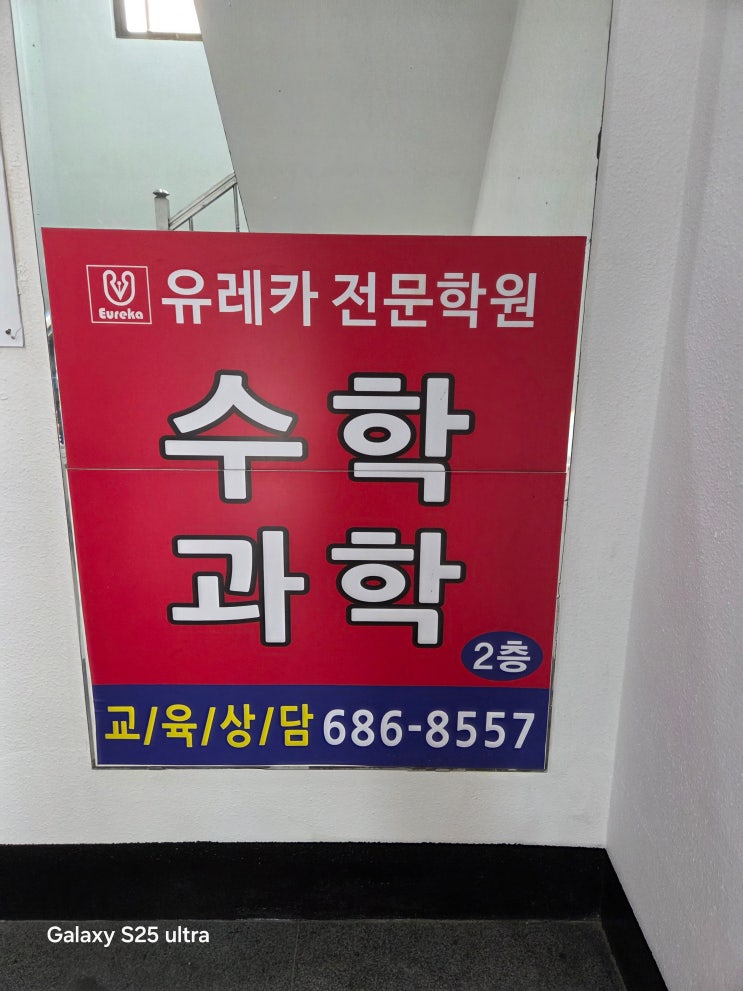 Eureka 유레카 전문학원
수학
과학
2층
교/육/상/담 686-8557
Galaxy S25 ultra